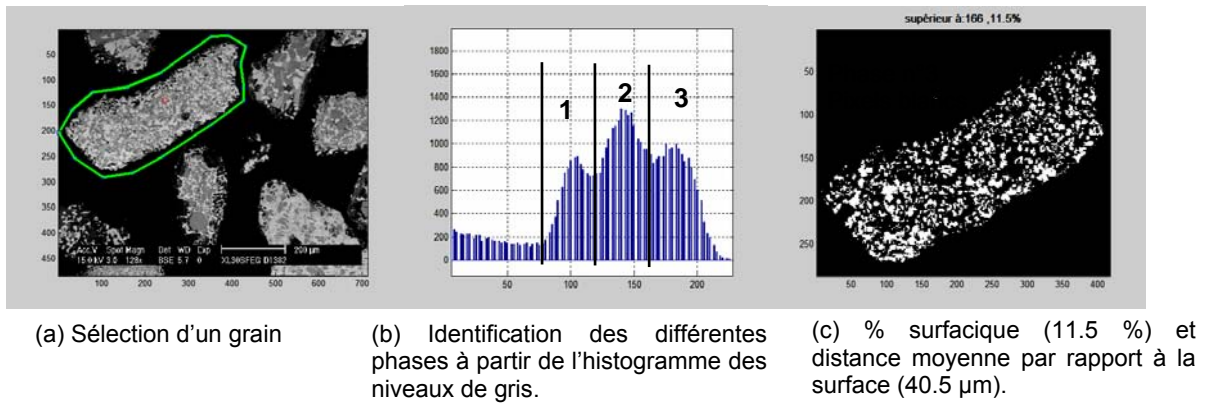 supérieur à:166 ,11.5%
50
100
150
200
250
300
350
400
450
100 200 300 400 500 600 700
Acc.V Spot Magn Det WD Exp
15.0 kV 3.0 128x BSE 5.7 0 XL30SFEG D1382
200 µm
1800
1600
1400
1200
1000
800
600
400
200
0
50 100 150 200
1 2 3
50
100
150
200
250
50 100 150 200 250 300 350 400
(a) Sélection d'un grain
(b) Identification des différentes
phases à partir de l'histogramme des
niveaux de gris.
(c) % surfacique (11.5 %) et
distance moyenne par rapport à la
surface (40.5 µm).